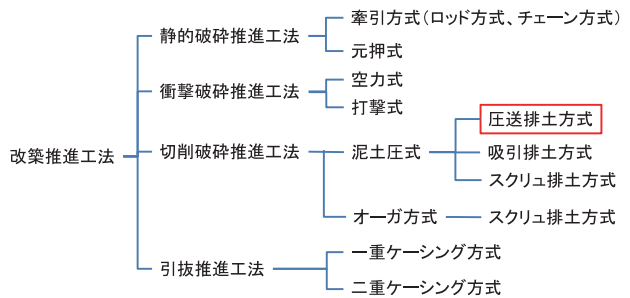 改築推進工法
静的破砕推進工法
牽引方式(ロッド方式、チェーン方式)
元押式
衝撃破砕推進工法
空力式
打撃式
切削破砕推進工法
泥土圧式
圧送排土方式
吸引排土方式
スクリュ排土方式
オーガ方式
スクリュ排土方式
引抜推進工法
一重ケーシング方式
二重ケーシング方式